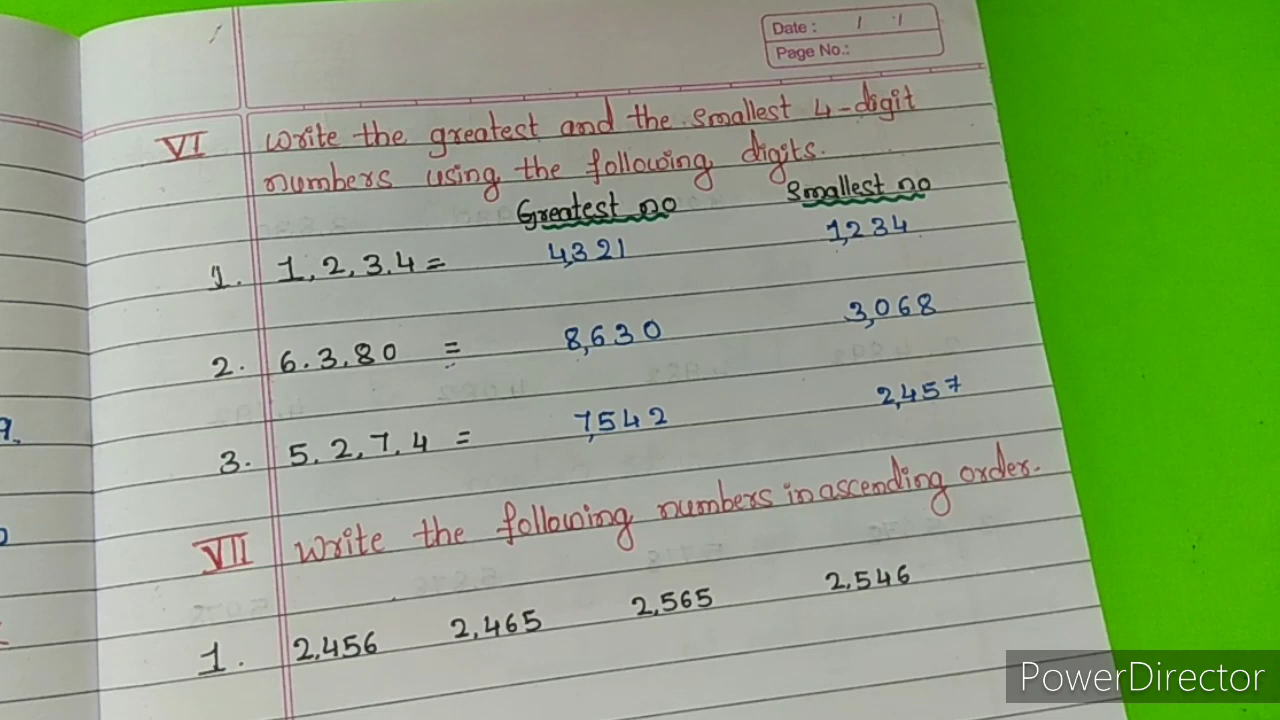 Date : / /
Page No.:
VI write the greatest and the smallest 4-digit
numbers using the following digits.
Greatest no Smallest no
1. 1,2,3.4 = 4,321 1,234
2. 6.3.80 = 8,630 3,068
3. 5.2,7.4 = 7,542 2,457
VII write the following numbers in ascending order.
1. 2,456 2,465 2,565 2,546
PowerDirector